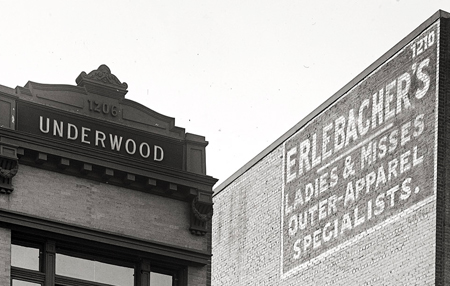 1206
UNDERWOOD
1210
ERLEBACHER'S
LADIES & MISSES
OUTER-APPAREL
SPECIALISTS.